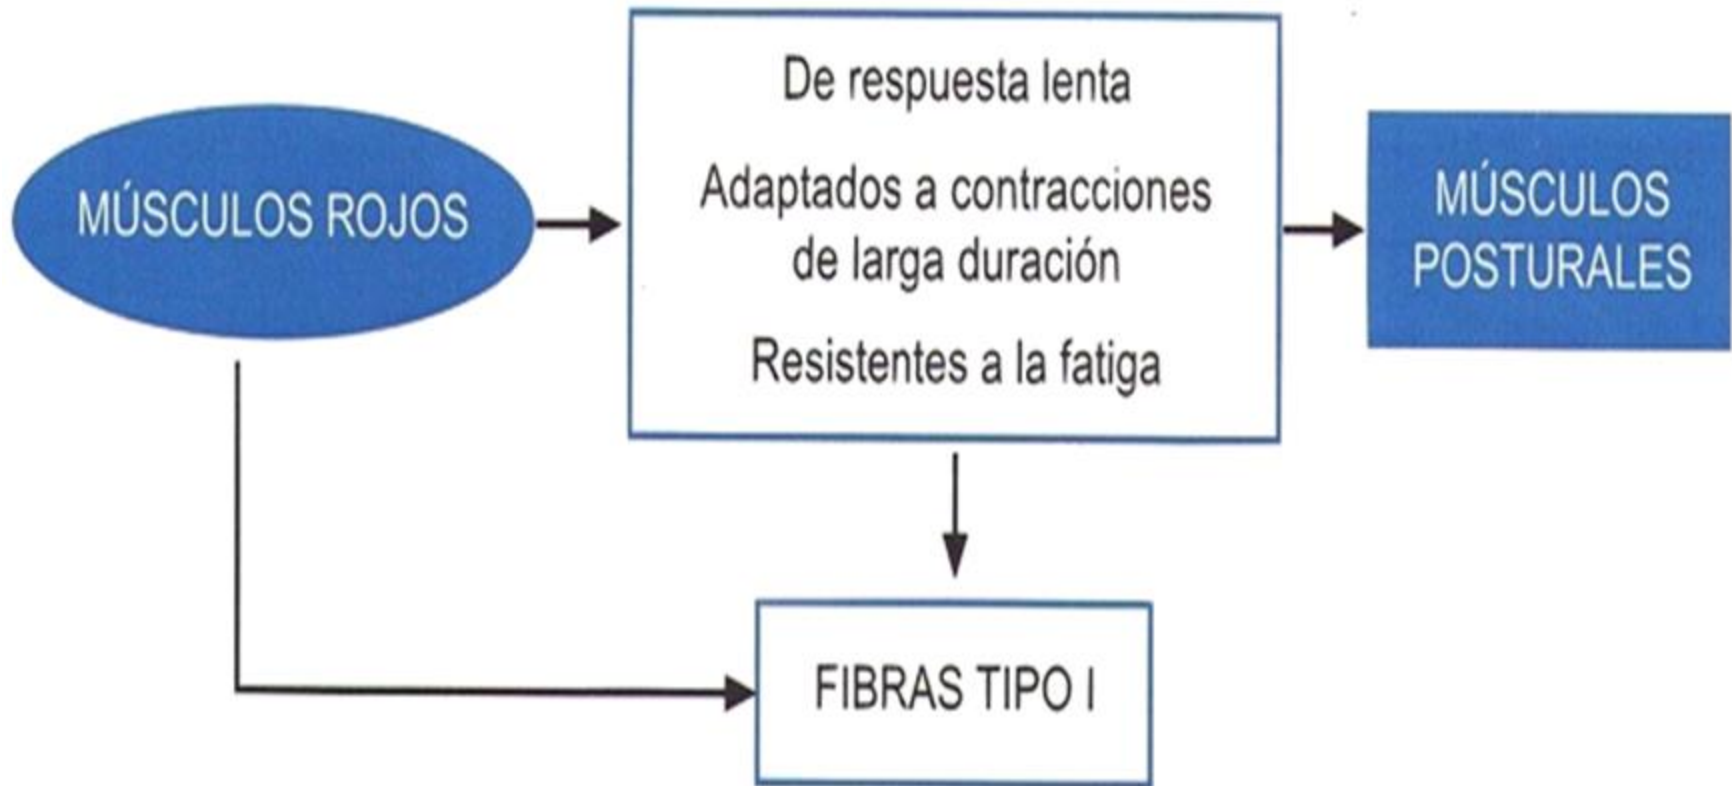 MÚSCULOS ROJOS
De respuesta lenta
Adaptados a contracciones
de larga duración
Resistentes a la fatiga
MÚSCULOS
POSTURALES
FIBRAS TIPO I